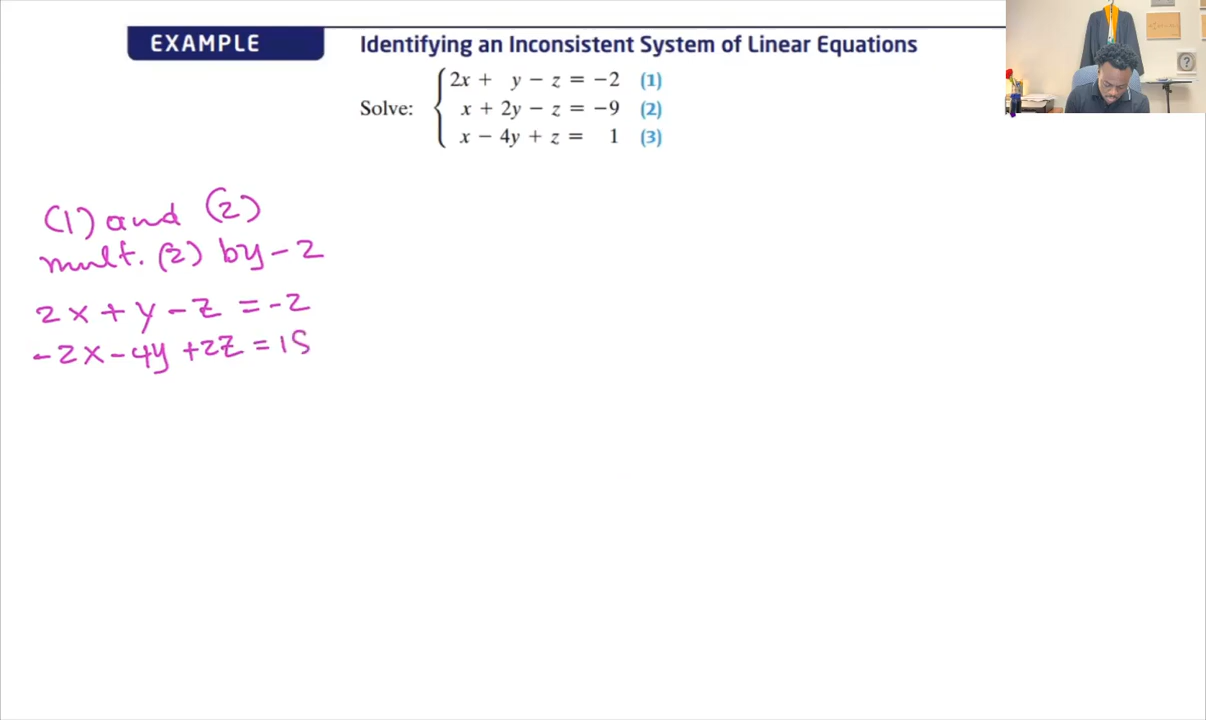 EXAMPLE
Identifying an Inconsistent System of Linear Equations
Solve:
2x + y − z = −2 (1)
x + 2y − z = −9 (2)
x − 4y + z = 1 (3)
(1) and (2)
mult. (2) by -2
2x + y - z = -2
-2x - 4y + 2z = 1S